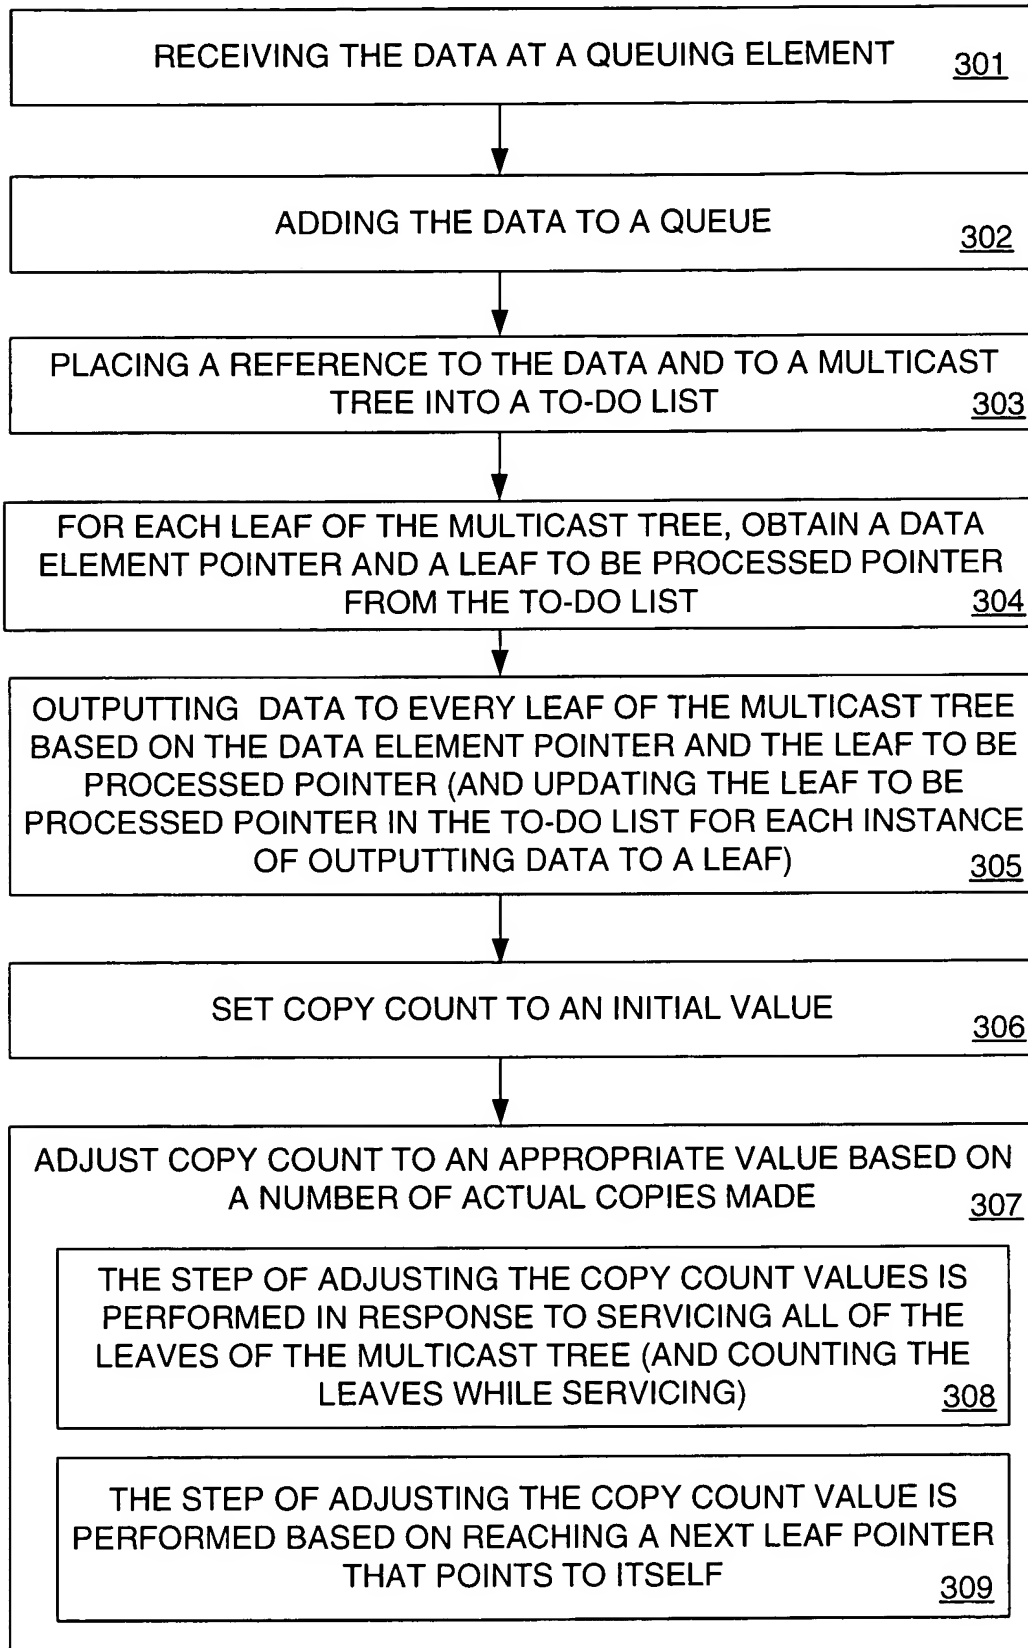 RECEIVING THE DATA AT A QUEUING ELEMENT 301
ADDING THE DATA TO A QUEUE 302
PLACING A REFERENCE TO THE DATA AND TO A MULTICAST
TREE INTO A TO-DO LIST 303
FOR EACH LEAF OF THE MULTICAST TREE, OBTAIN A DATA
ELEMENT POINTER AND A LEAF TO BE PROCESSED POINTER
FROM THE TO-DO LIST 304
OUTPUTTING DATA TO EVERY LEAF OF THE MULTICAST TREE
BASED ON THE DATA ELEMENT POINTER AND THE LEAF TO BE
PROCESSED POINTER (AND UPDATING THE LEAF TO BE
PROCESSED POINTER IN THE TO-DO LIST FOR EACH INSTANCE
OF OUTPUTTING DATA TO A LEAF) 305
SET COPY COUNT TO AN INITIAL VALUE 306
ADJUST COPY COUNT TO AN APPROPRIATE VALUE BASED ON
A NUMBER OF ACTUAL COPIES MADE 307
THE STEP OF ADJUSTING THE COPY COUNT VALUES IS
PERFORMED IN RESPONSE TO SERVICING ALL OF THE
LEAVES OF THE MULTICAST TREE (AND COUNTING THE
LEAVES WHILE SERVICING) 308
THE STEP OF ADJUSTING THE COPY COUNT VALUE IS
PERFORMED BASED ON REACHING A NEXT LEAF POINTER
THAT POINTS TO ITSELF 309